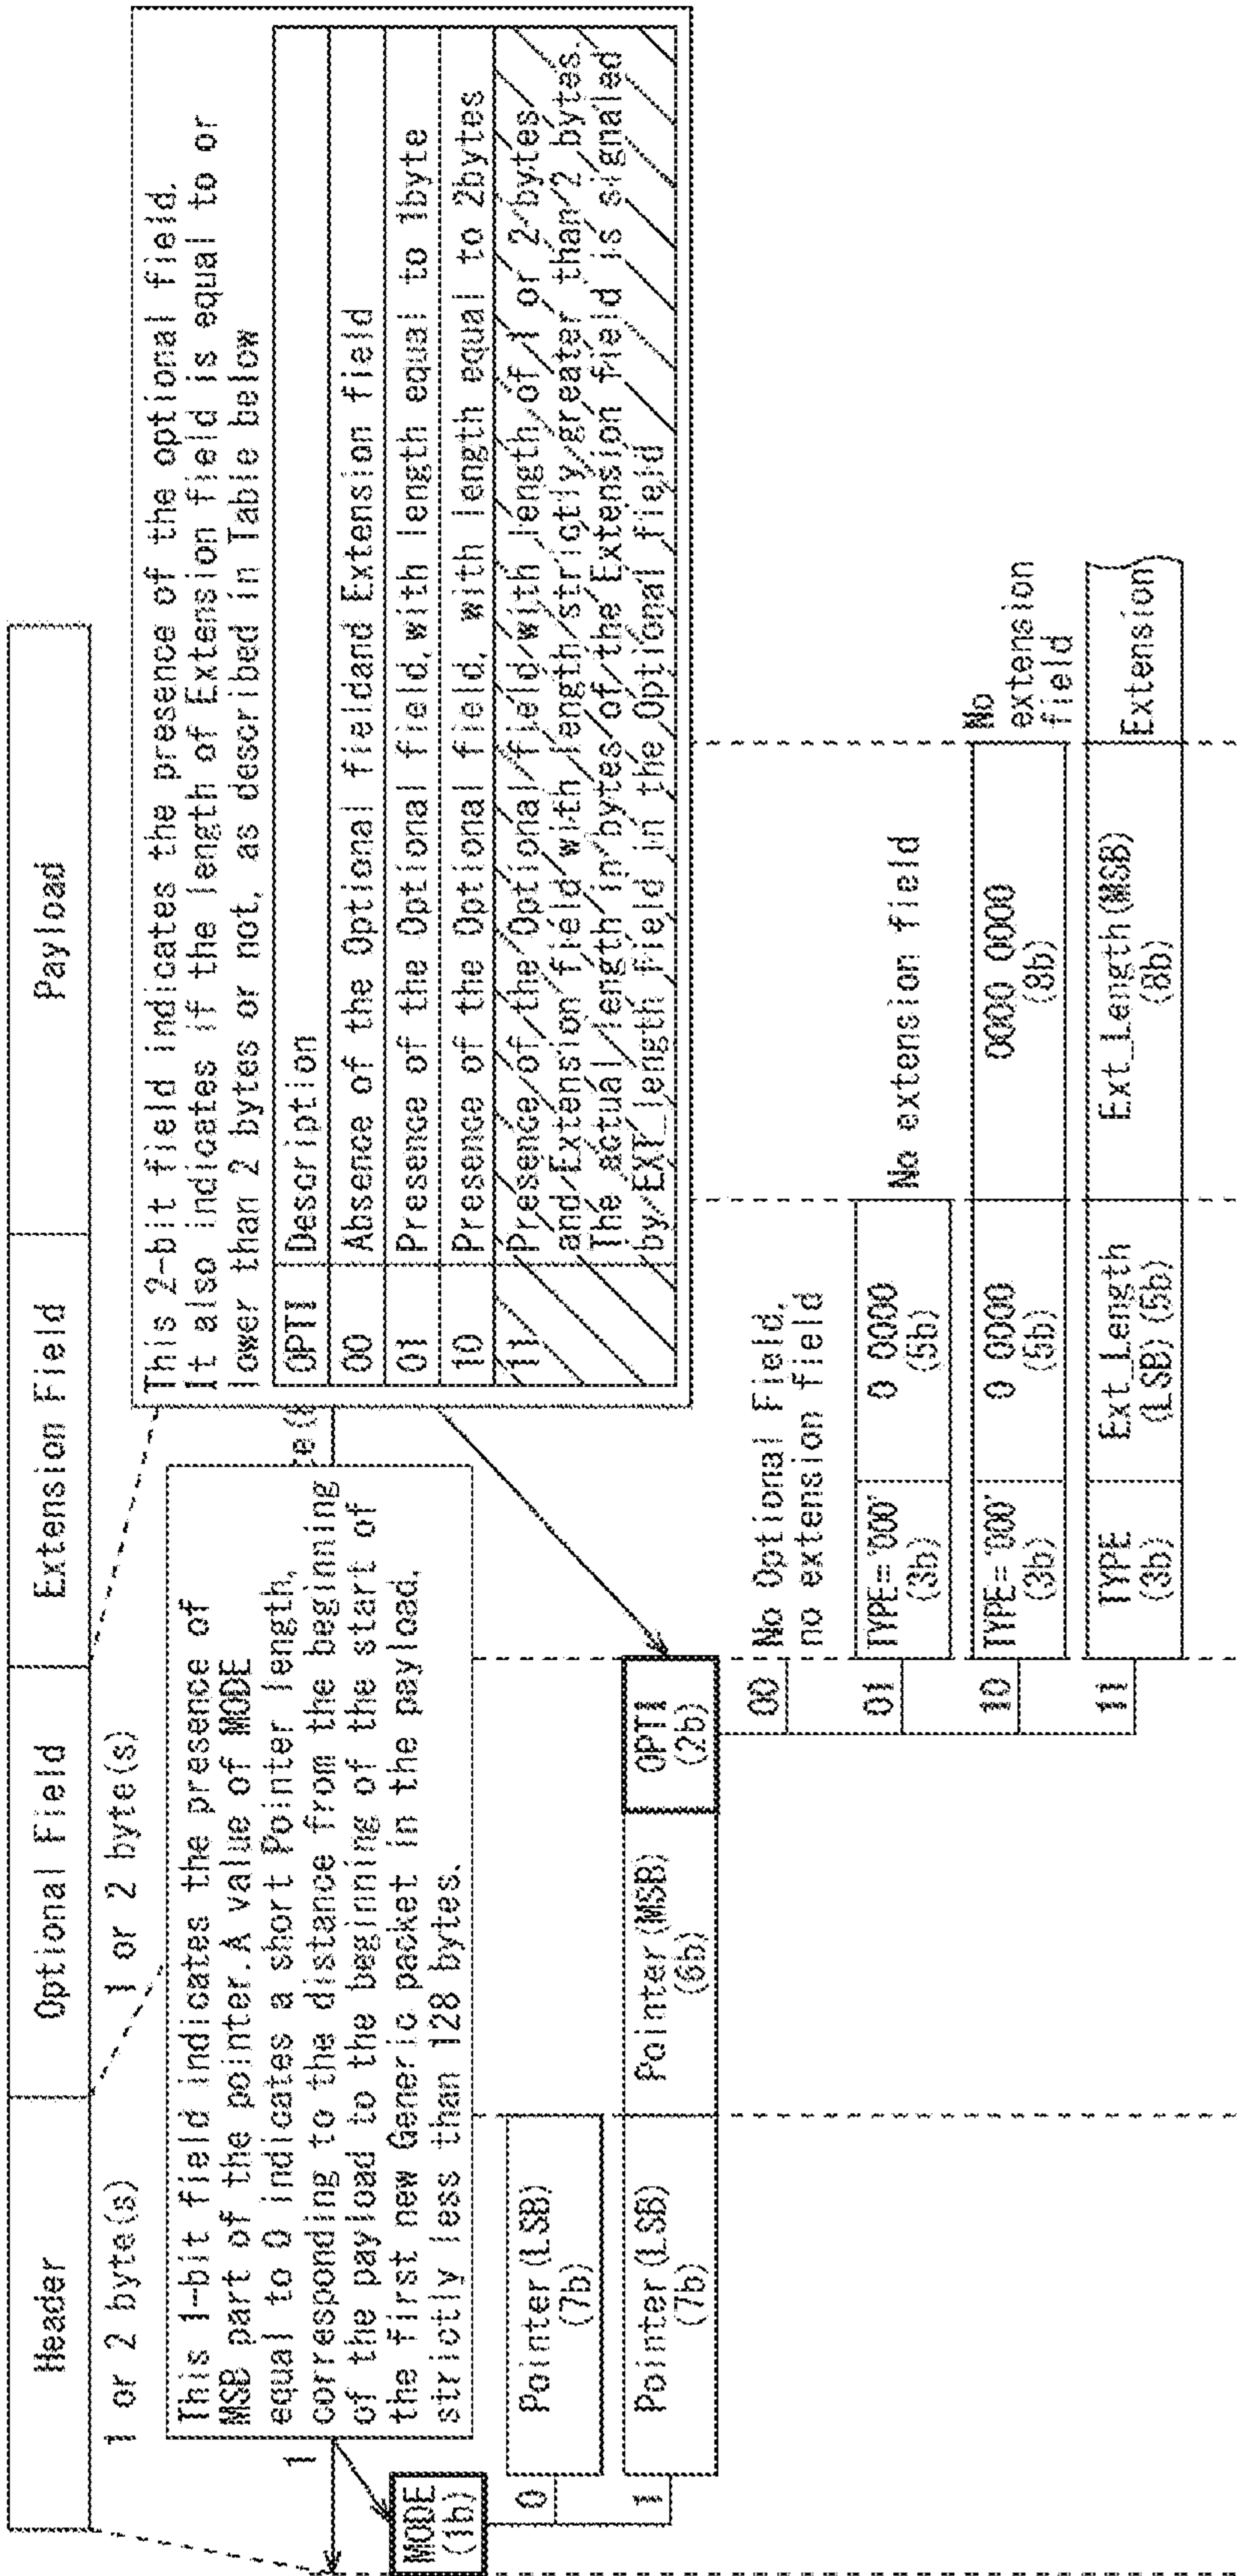 Header
Optional Field
Extension Field
Payload
1 or 2 byte(s)
1 or 2 byte(s)
This 1-bit field indicates the presence of
MSB part of the pointer.A value of MODE
equal to 0 indicates a short Pointer length,
corresponding to the distance from the beginning
of the payload to the beginning of the start of
the first new Generic packet in the payload,
strictly less than 128 bytes.
This 2-bit field indicates the presence of the optional field.
It also indicates if the length of Extension field is equal to or
lower than 2 bytes or not, as described in Table below
OPTI Description
00 Absence of the Optional fieldand Extension field
01 Presence of the Optional field,with length equal to 1byte
10 Presence of the Optional field, with length equal to 2bytes
11 Presence of the Optional field with length of 1 or 2 bytes
and Extension field with length strictly greater than 2 bytes.
The actual length in bytes of the Extension field is signaled
by EXT_length field in the Optional field
1
MODE
(1b)
0
Pointer(LSB)
(7b)
1
Pointer(LSB)
(7b)
Pointer(MSB)
(6b)
OPTI
(2b)
00
No Optional Field,
no extension field
01
TYPE='000'
(3b)
0 0000
(5b)
No extension field
10
TYPE='000'
(3b)
0 0000
(5b)
0000 0000
(8b)
No
extension
field
11
TYPE
(3b)
Ext_Length
(LSB)(5b)
Ext_Length(MSB)
(8b)
Extension